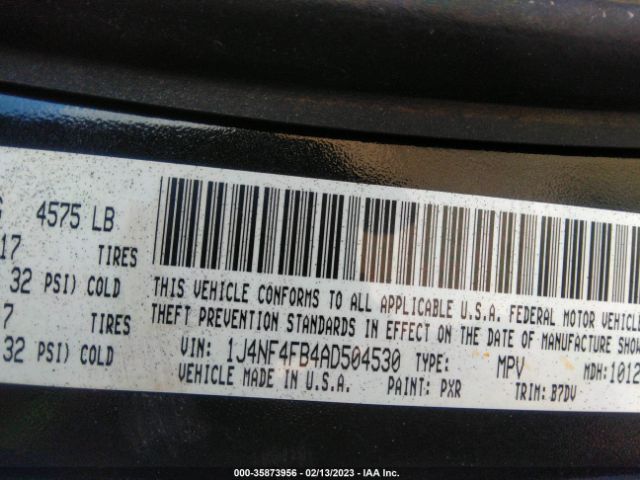 4575 LB
17 TIRES
32 PSI) COLD
7 TIRES
32 PSI) COLD
THIS VEHICLE CONFORMS TO ALL APPLICABLE U.S.A. FEDERAL MOTOR VEHICLE
THEFT PREVENTION STANDARDS IN EFFECT ON THE DATE OF MANUFACTURE SHOW
VIN: 1J4NF4FB4AD504530 TYPE: MPV MDH:1012
VEHICLE MADE IN U.S.A. PAINT: PXR TRIM: B7DV
000-35873956 - 02/13/2023 - IAA Inc.